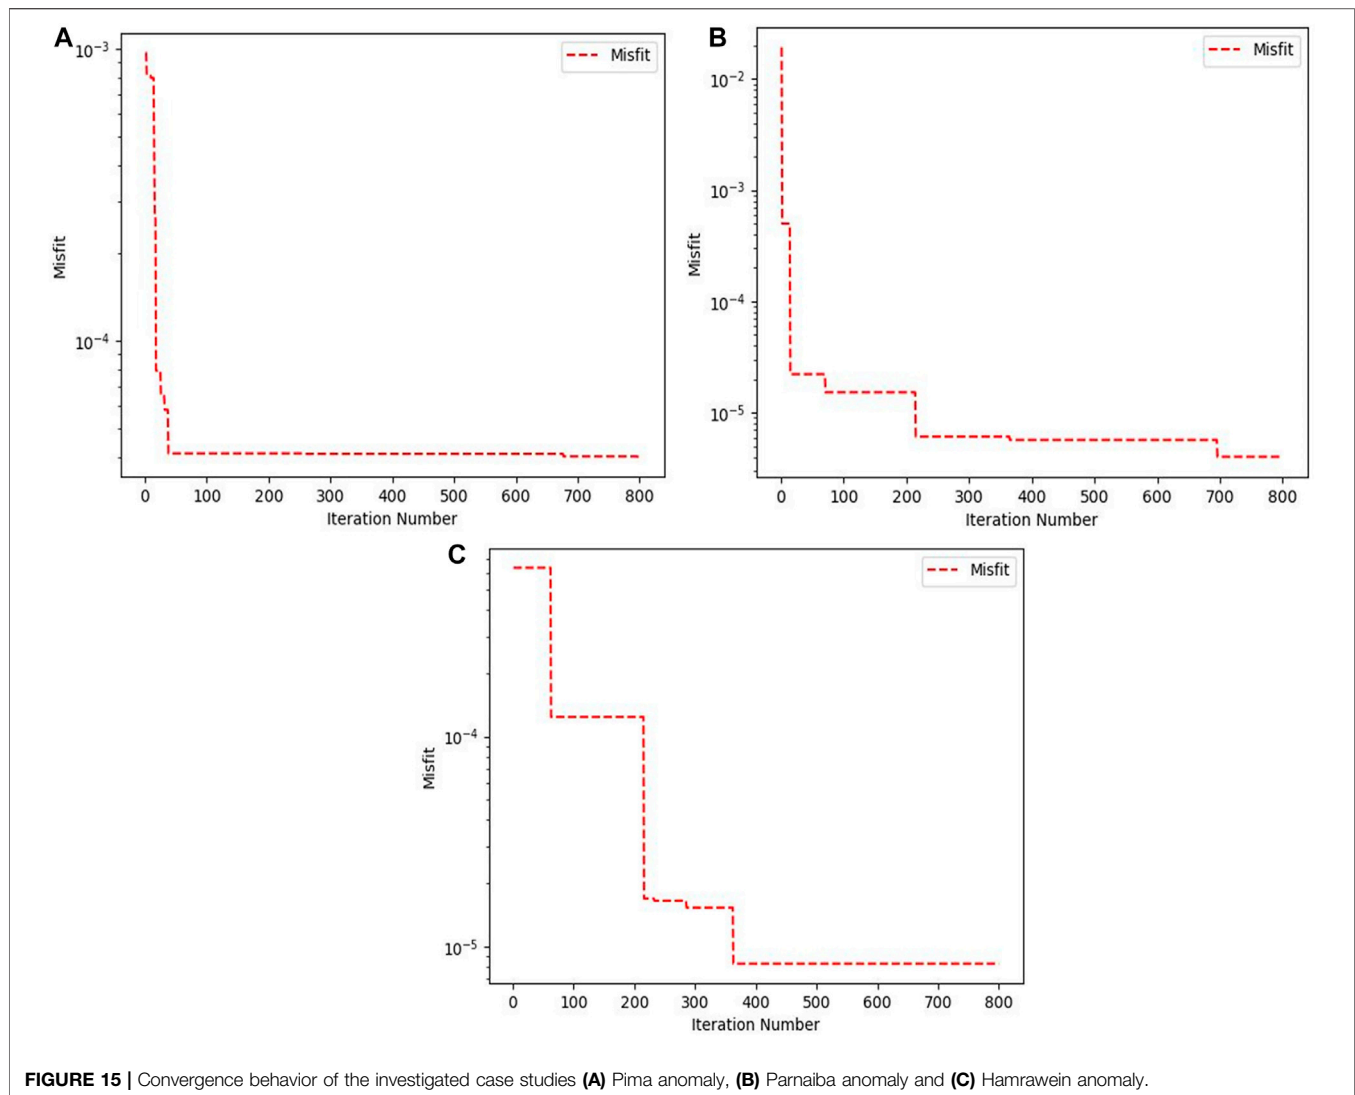 A
10⁻³
10⁻⁴
Misfit
Misfit
0 100 200 300 400 500 600 700 800
Iteration Number
B
10⁻²
10⁻³
10⁻⁴
10⁻⁵
Misfit
Misfit
0 100 200 300 400 500 600 700 800
Iteration Number
C
10⁻⁴
10⁻⁵
Misfit
Misfit
0 100 200 300 400 500 600 700 800
Iteration Number
FIGURE 15 | Convergence behavior of the investigated case studies (A) Pima anomaly, (B) Parnaiba anomaly and (C) Hamrawein anomaly.